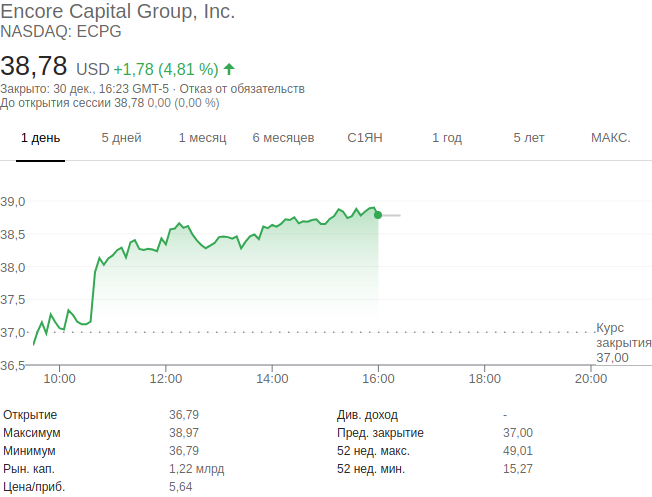 Encore Capital Group, Inc.
NASDAQ: ECPG
38,78 USD +1,78 (4,81 %)
Закрыто: 30 дек., 16:23 GMT-5 · Отказ от обязательств
До открытия сессии 38,78 0,00 (0,00 %)
1 день 5 дней 1 месяц 6 месяцев С1ЯН 1 год 5 лет МАКС.
39,0
38,5
38,0
37,5
37,0
Курс
закрытия
37,00
36,5
10:00 12:00 14:00 16:00 18:00 20:00
Открытие 36,79 Див. доход -
Максимум 38,97 Пред. закрытие 37,00
Минимум 36,79 52 нед. макс. 49,01
Рын. кап. 1,22 млрд 52 нед. мин. 15,27
Цена/приб. 5,64